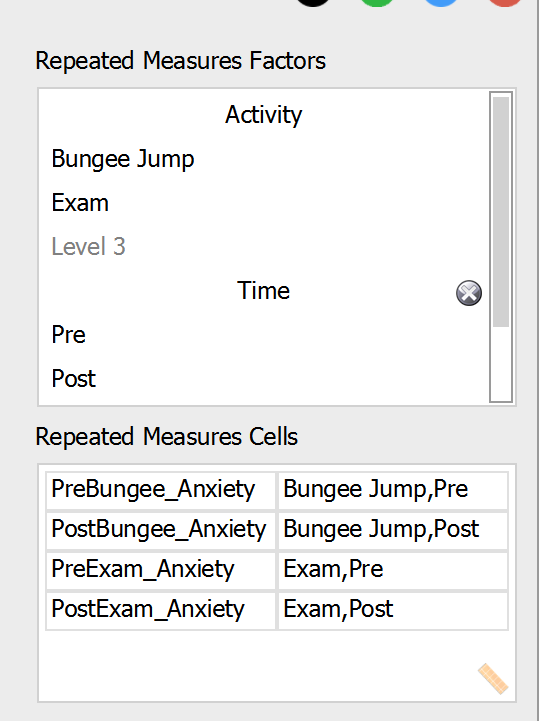 Repeated Measures Factors
Activity
Bungee Jump
Exam
Level 3
Time
Pre
Post
Repeated Measures Cells
PreBungee_Anxiety Bungee Jump,Pre
PostBungee_Anxiety Bungee Jump,Post
PreExam_Anxiety Exam,Pre
PostExam_Anxiety Exam,Post